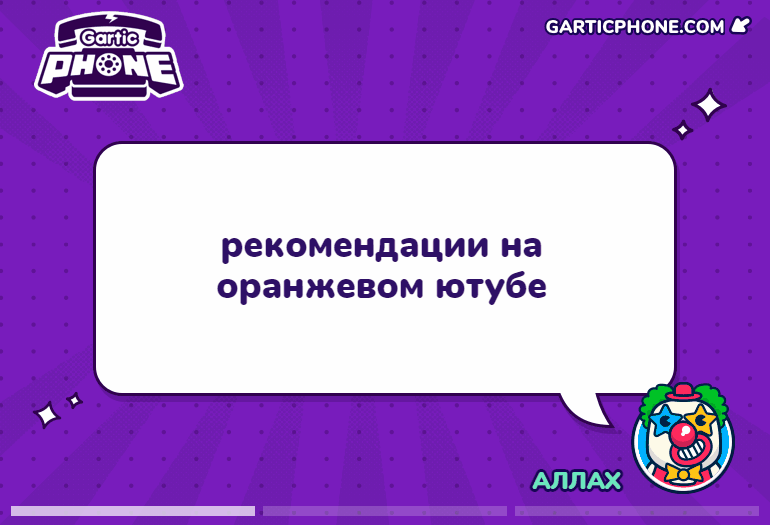 Gartic
PHONE
GARTICPHONE.COM
рекомендации на
оранжевом ютубе
АЛЛАХ